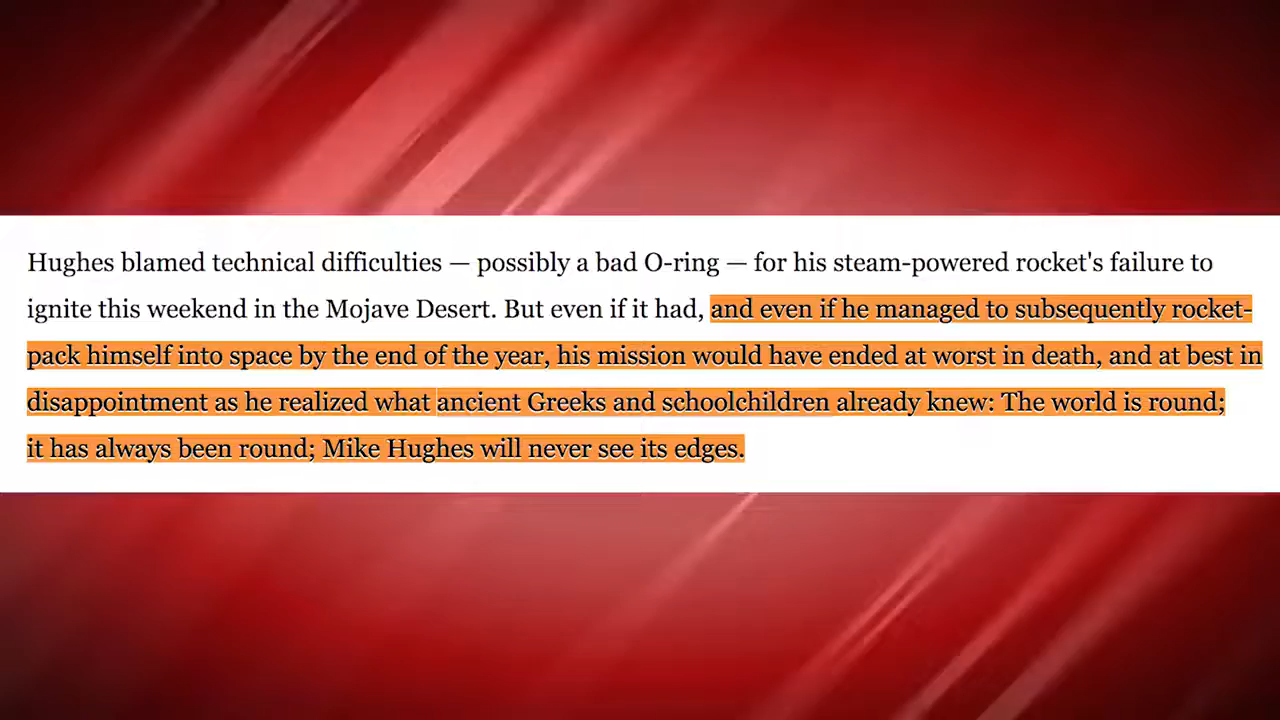 Hughes blamed technical difficulties — possibly a bad O-ring — for his steam-powered rocket's failure to
ignite this weekend in the Mojave Desert. But even if it had, and even if he managed to subsequently rocket-
pack himself into space by the end of the year, his mission would have ended at worst in death, and at best in
disappointment as he realized what ancient Greeks and schoolchildren already knew: The world is round;
it has always been round; Mike Hughes will never see its edges.